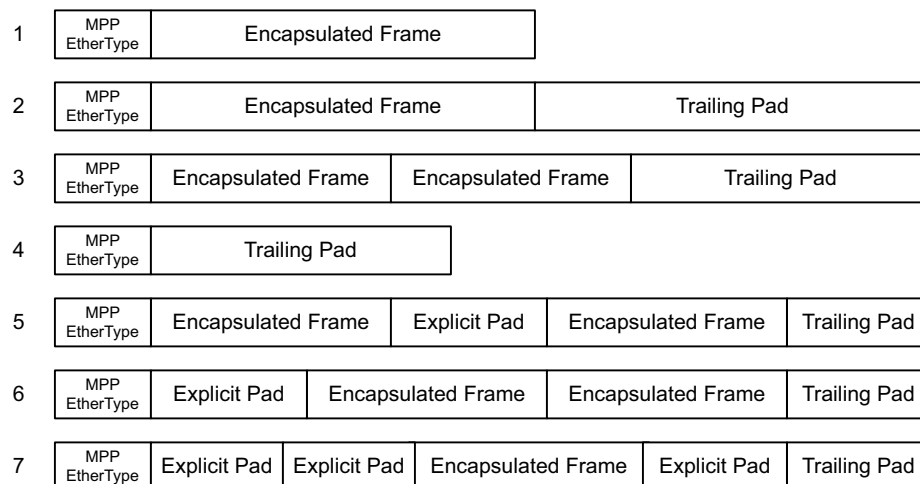 1 MPP EtherType Encapsulated Frame
2 MPP EtherType Encapsulated Frame Trailing Pad
3 MPP EtherType Encapsulated Frame Encapsulated Frame Trailing Pad
4 MPP EtherType Trailing Pad
5 MPP EtherType Encapsulated Frame Explicit Pad Encapsulated Frame Trailing Pad
6 MPP EtherType Explicit Pad Encapsulated Frame Encapsulated Frame Trailing Pad
7 MPP EtherType Explicit Pad Explicit Pad Encapsulated Frame Explicit Pad Trailing Pad